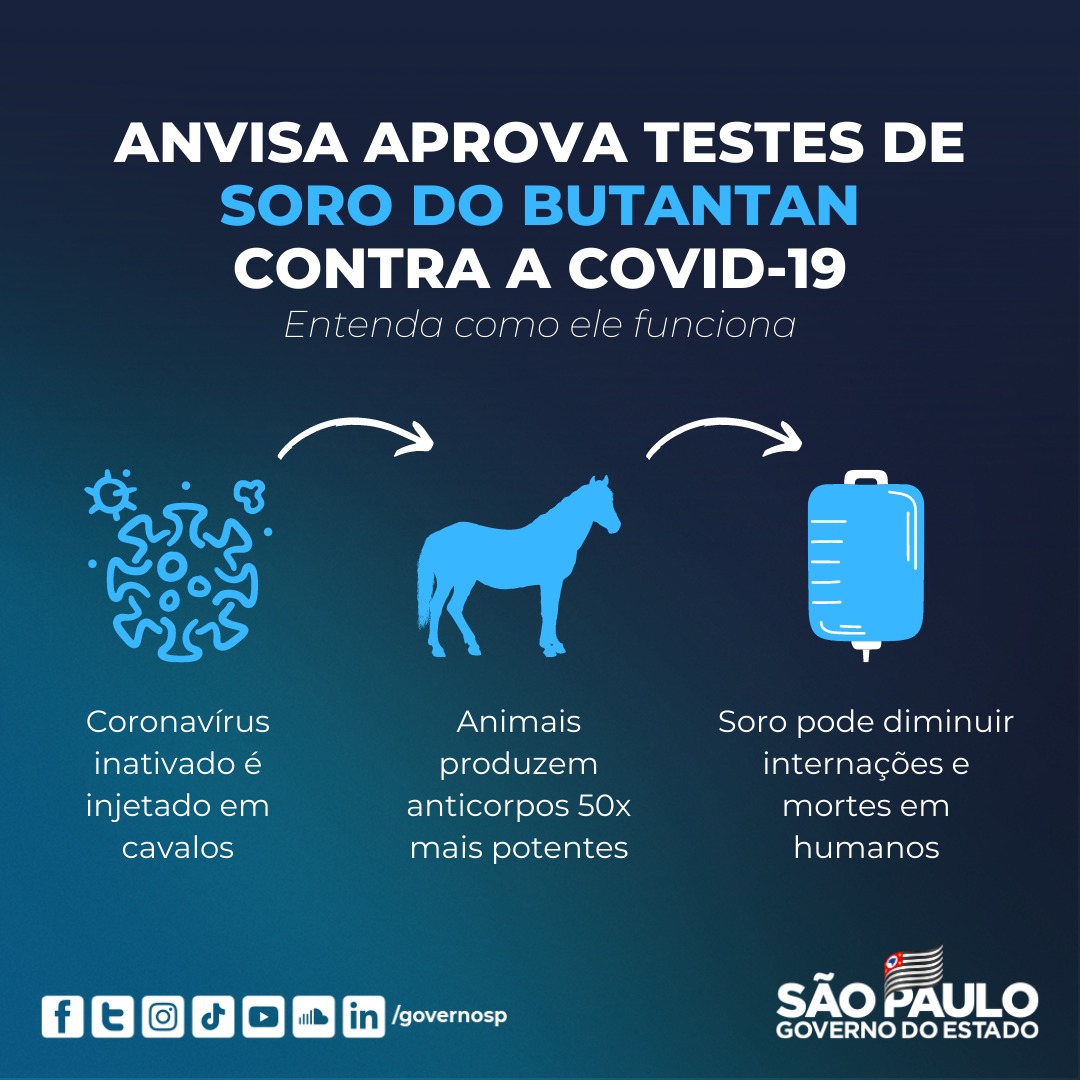 ANVISA APROVA TESTES DE
SORO DO BUTANTAN
CONTRA A COVID-19
Entenda como ele funciona
Coronavírus
inativado é
injetado em
cavalos
Animais
produzem
anticorpos 50x
mais potentes
Soro pode diminuir
internações e
mortes em
humanos
/governosp
SÃO PAULO
GOVERNO DO ESTADO